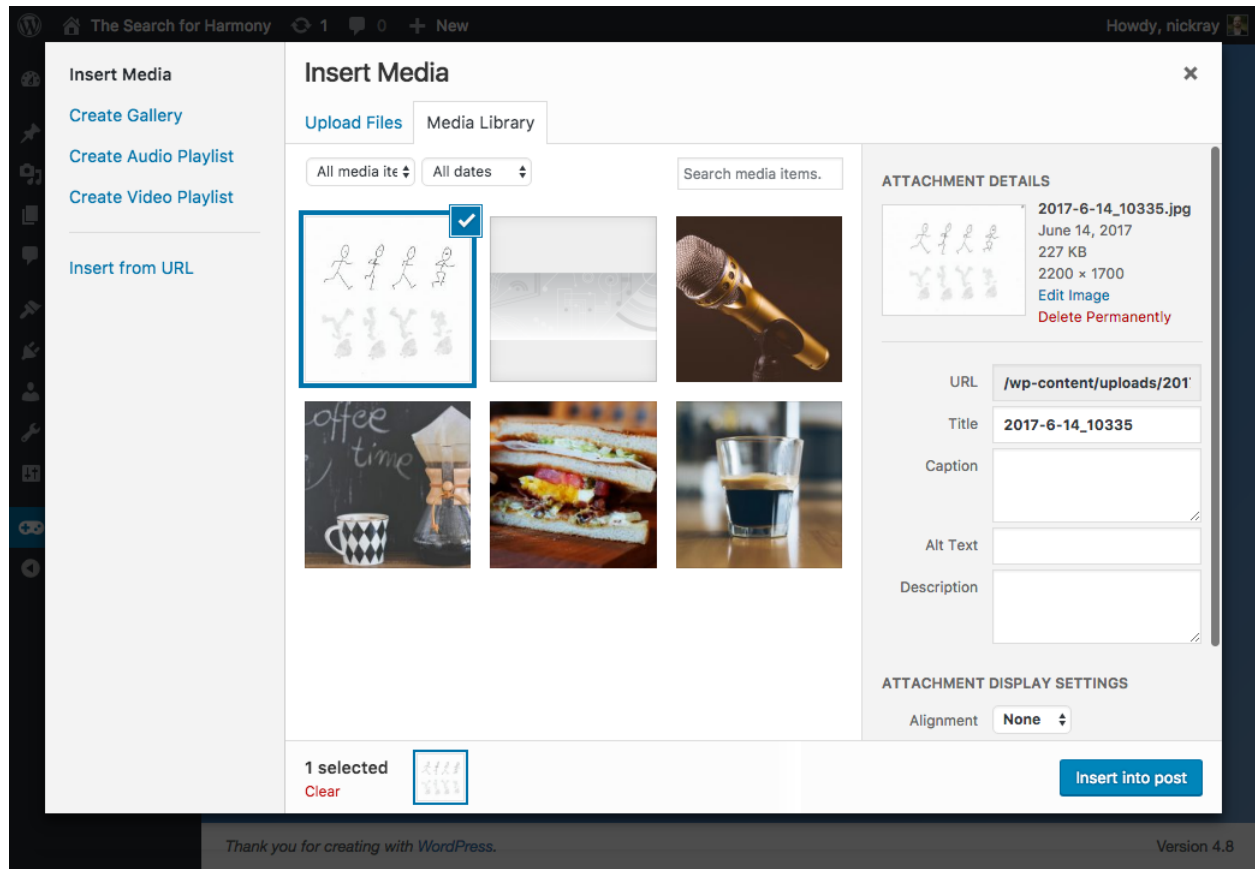 The Search for Harmony 1 0 + New Howdy, nickray
Insert Media
Create Gallery
Create Audio Playlist
Create Video Playlist
Insert from URL
Insert Media ×
Upload Files Media Library
All media ite All dates Search media items.
offee
time
ATTACHMENT DETAILS
2017-6-14_10335.jpg
June 14, 2017
227 KB
2200 × 1700
Edit Image
Delete Permanently
URL /wp-content/uploads/201
Title 2017-6-14_10335
Caption
Alt Text
Description
ATTACHMENT DISPLAY SETTINGS
Alignment None
1 selected
Clear
Insert into post
Thank you for creating with WordPress. Version 4.8